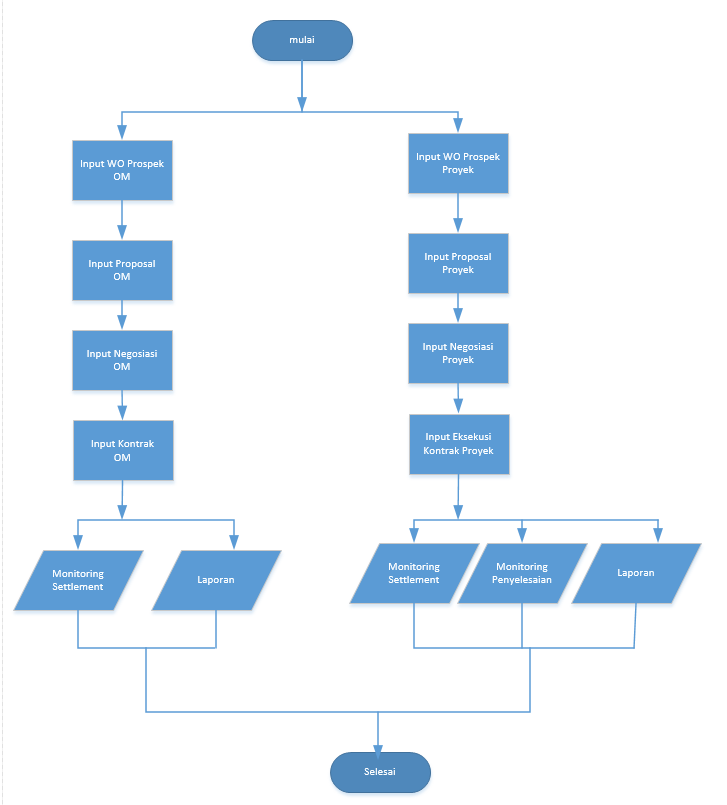 mulai
Input WO Prospek
OM
Input Proposal
OM
Input Negosiasi
OM
Input Kontrak
OM
Monitoring
Settlement
Laporan
Input WO Prospek
Proyek
Input Proposal
Proyek
Input Negosiasi
Proyek
Input Eksekusi
Kontrak Proyek
Monitoring
Settlement
Monitoring
Penyelesaian
Laporan
Selesai